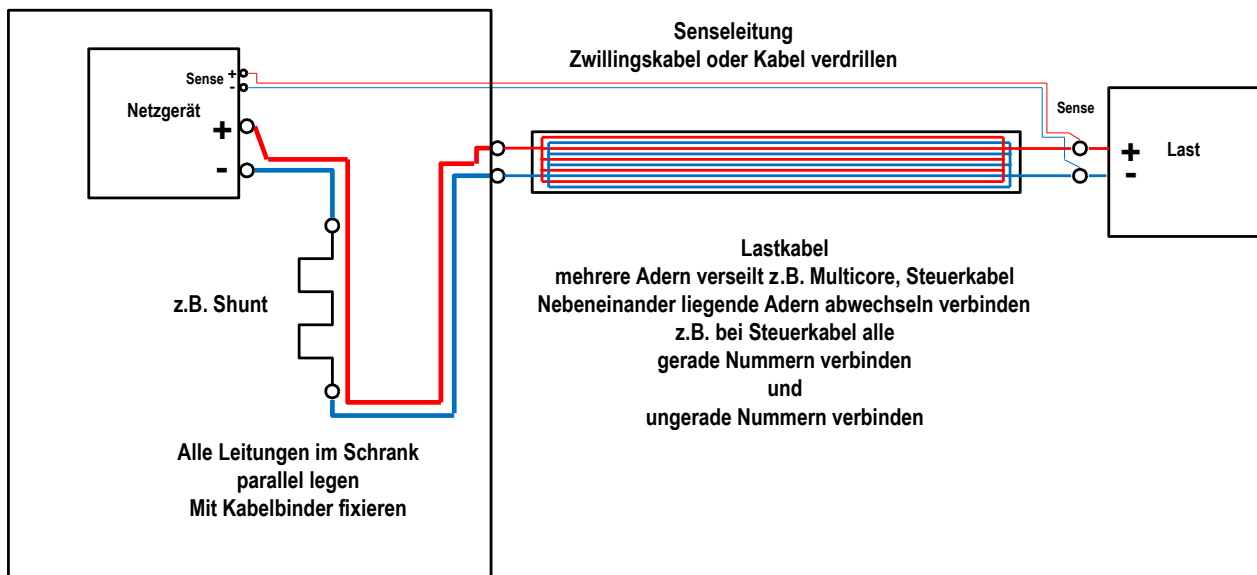 Senseleitung
Zwillingskabel oder Kabel verdrillen
Sense + -
Netzgerät
+
-
Sense
+
-
Last
z.B. Shunt
Lastkabel
mehrere Adern verseilt z.B. Multicore, Steuerkabel
Nebeneinander liegende Adern abwechseln verbinden
z.B. bei Steuerkabel alle
gerade Nummern verbinden
und
ungerade Nummern verbinden
Alle Leitungen im Schrank
parallel legen
Mit Kabelbinder fixieren